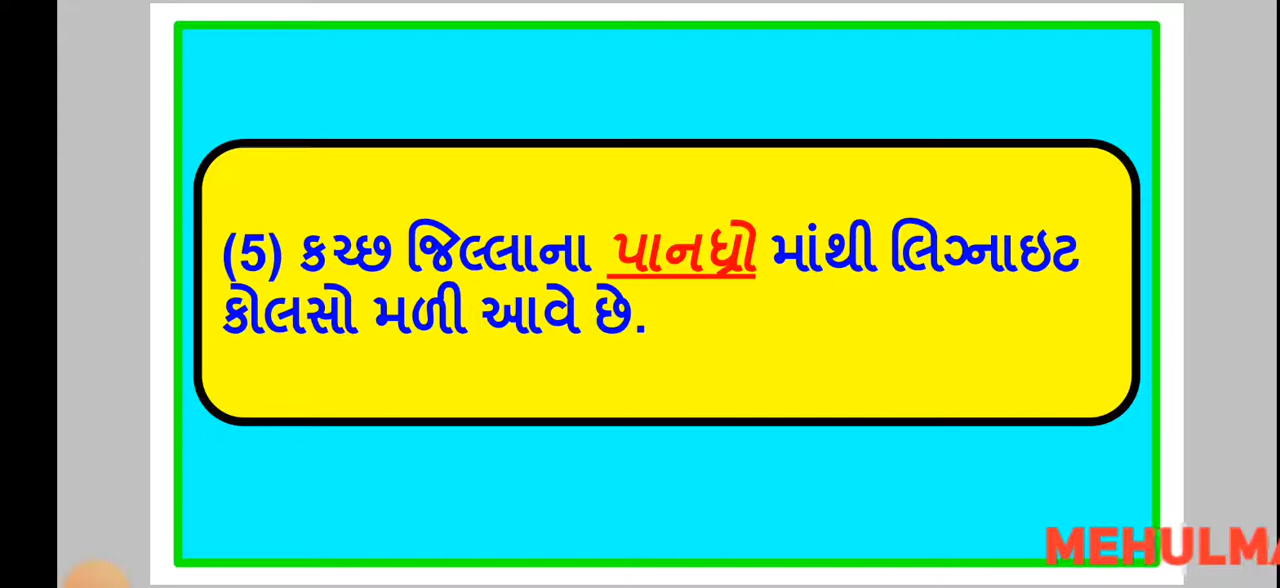 (5) કચ્છ જિલ્લાના પાનધ્રો માંથી લિગ્નાઇટ
કોલસો મળી આવે છે.
MEHULMA